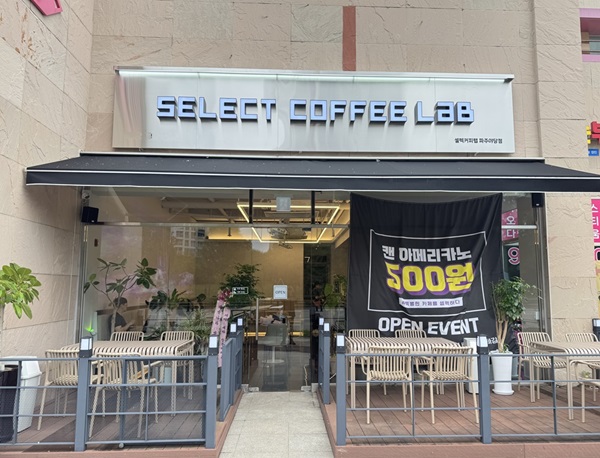 SELECT COFFEE LaB
셀렉커피랩 파주야당점
캔 아메리카노
500원
OPEN EVENT
OPEN